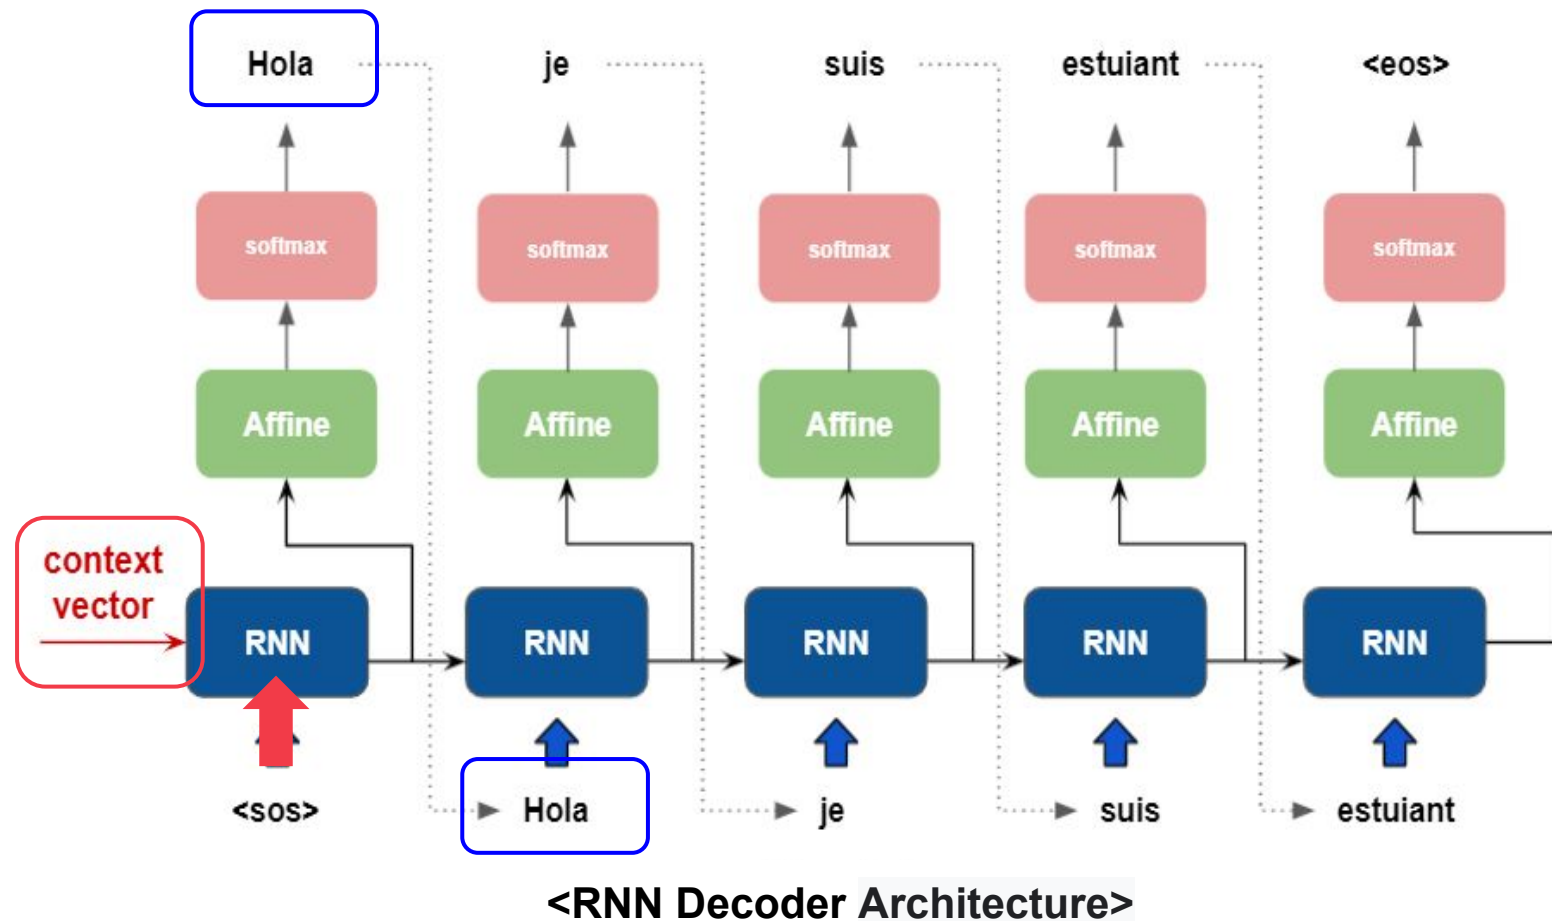 Hola je suis estuiant <eos>
softmax softmax softmax softmax softmax
Affine Affine Affine Affine Affine
context
vector
RNN RNN RNN RNN RNN
<sos> Hola je suis estuiant
<RNN Decoder Architecture>